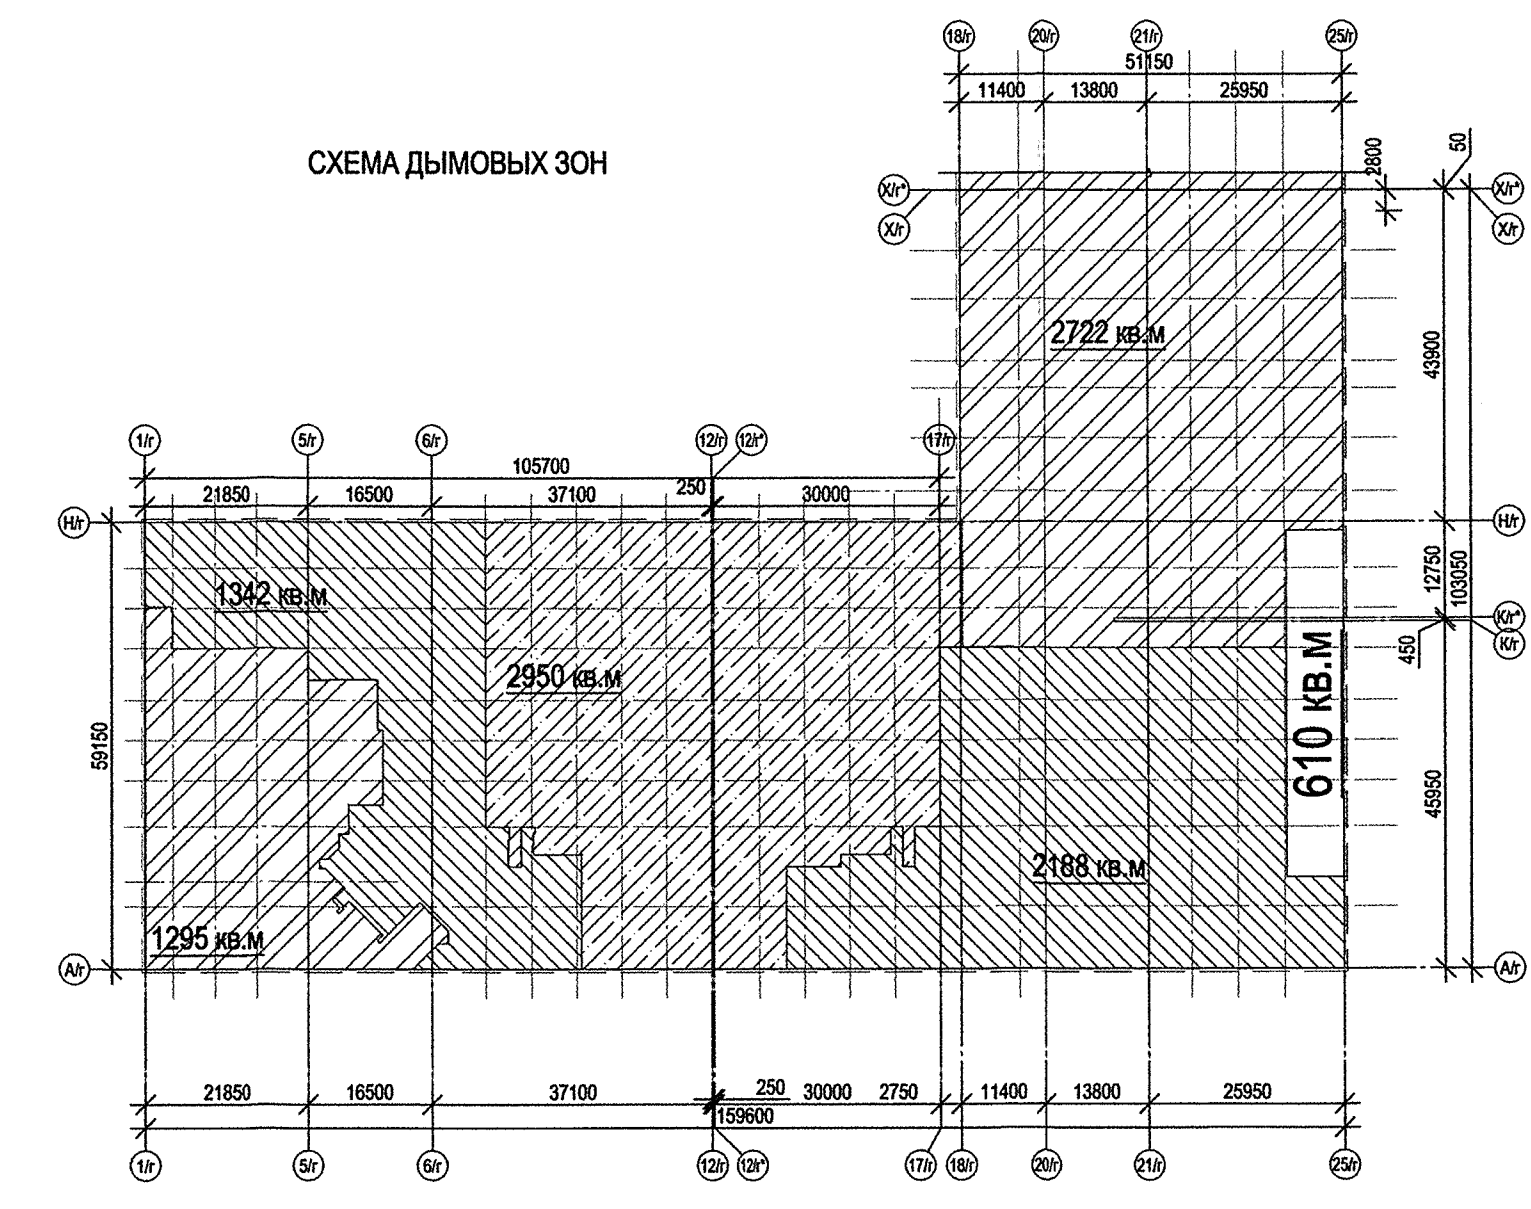 18/г 20/г 21/г 25/г
51150
11400 13800 25950
СХЕМА ДЫМОВЫХ ЗОН
2800
50
Х/г* Х/г*
Х/г Х/г
2722 кв.м
43900
1/г 5/г 6/г 12/г 12/г* 17/г
105700
21850 16500 37100 250 30000
Н/г Н/г
12750
103050
1342 кв.м
К/г*
К/г
450
2950 кв.м
610 кв.м
59150
45950
2188 кв.м
1295 кв.м
А/г А/г
21850 16500 37100 250 30000 2750 11400 13800 25950
159600
1/г 5/г 6/г 12/г 12/г* 17/г 18/г 20/г 21/г 25/г